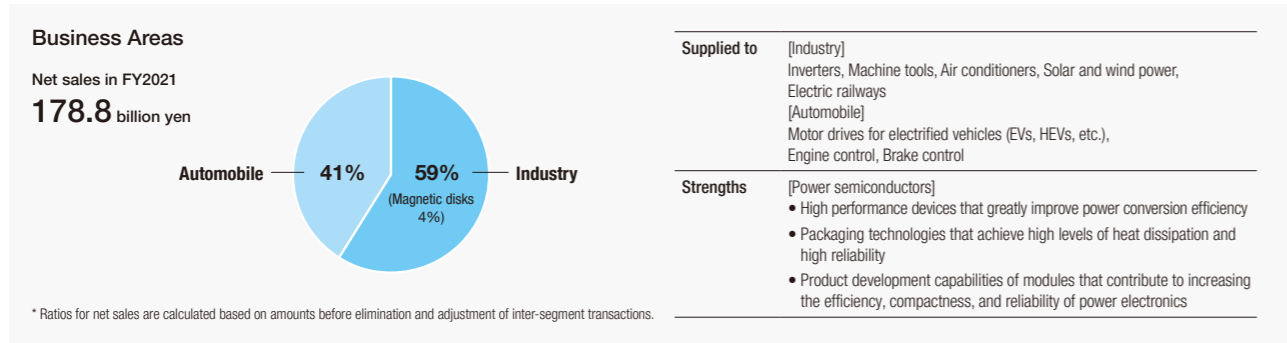 Business Areas
Net sales in FY2021
178.8 billion yen
Automobile
41%
59%
(Magnetic disks
4%)
Industry
* Ratios for net sales are calculated based on amounts before elimination and adjustment of inter-segment transactions.
Supplied to
[Industry]
Inverters, Machine tools, Air conditioners, Solar and wind power,
Electric railways
[Automobile]
Motor drives for electrified vehicles (EVs, HEVs, etc.),
Engine control, Brake control
Strengths
[Power semiconductors]
• High performance devices that greatly improve power conversion efficiency
• Packaging technologies that achieve high levels of heat dissipation and
high reliability
• Product development capabilities of modules that contribute to increasing
the efficiency, compactness, and reliability of power electronics